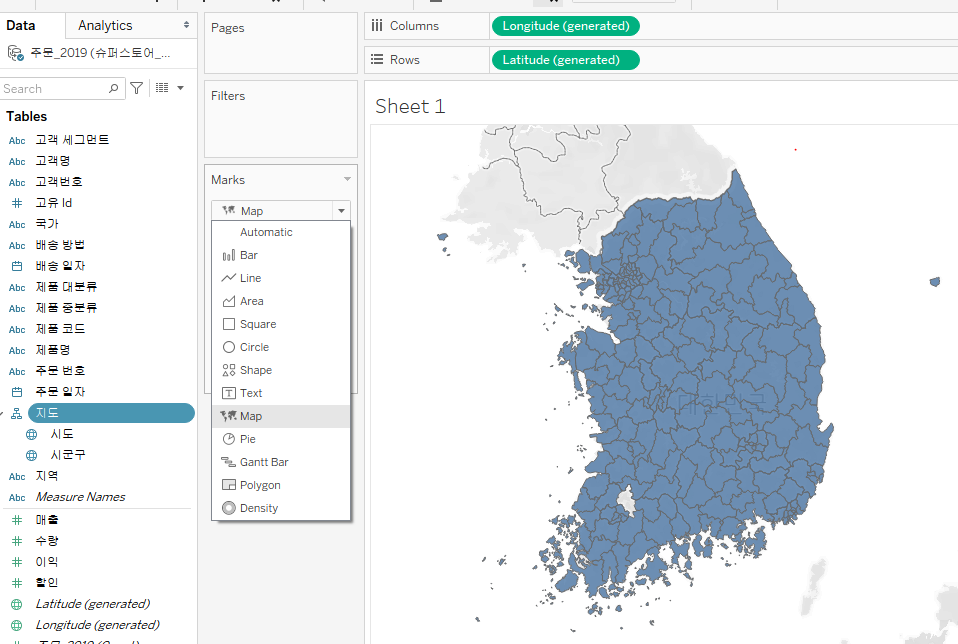 Data
Analytics
주문_2019 (슈퍼스토어_...
Search
Tables
Abc 고객 세그먼트
Abc 고객명
Abc 고객번호
고유 Id
Abc 국가
Abc 배송 방법
배송 일자
Abc 제품 대분류
Abc 제품 중분류
Abc 제품 코드
Abc 제품명
Abc 주문 번호
주문 일자
지도
시도
시군구
Abc 지역
Abc Measure Names
매출
수량
이익
할인
Latitude (generated)
Longitude (generated)
Pages
Filters
Marks
Map
Automatic
Bar
Line
Area
Square
Circle
Shape
Text
Map
Pie
Gantt Bar
Polygon
Density
Columns
Longitude (generated)
Rows
Latitude (generated)
Sheet 1
대한민국